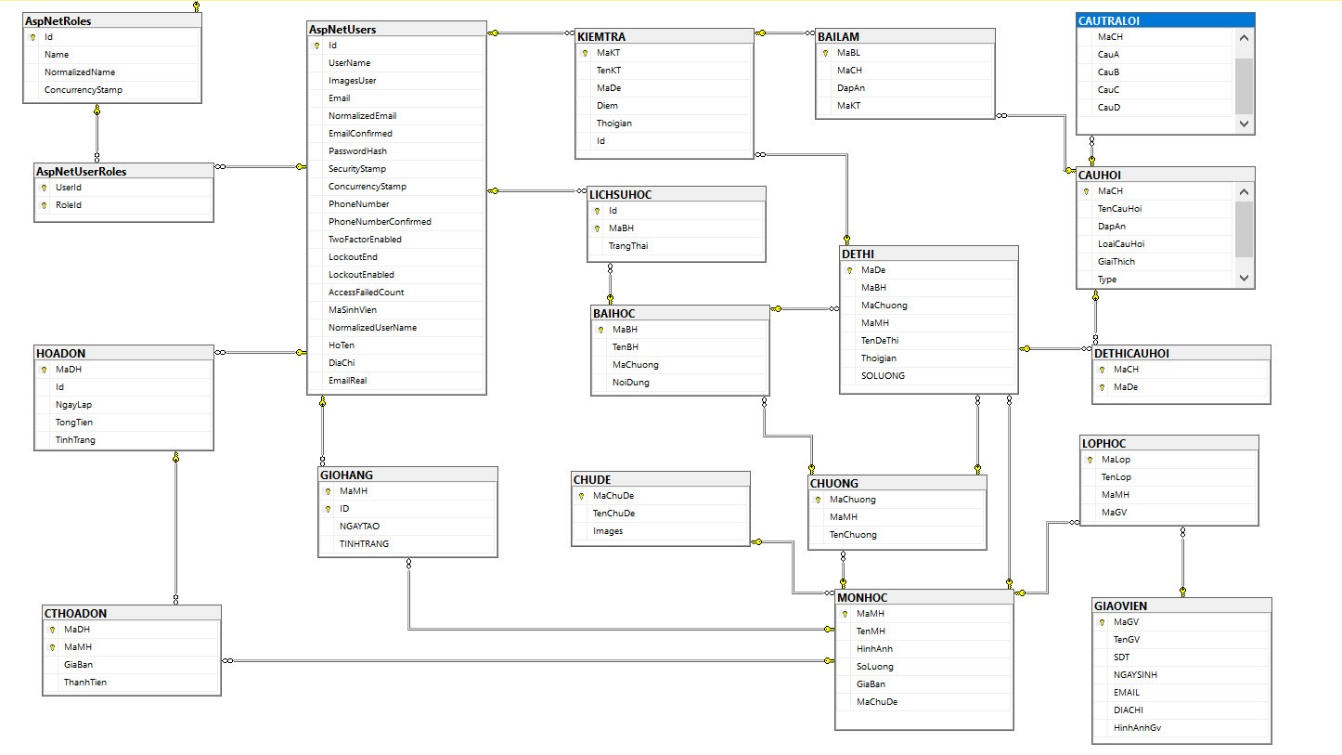 AspNetRoles
Id
Name
NormalizedName
ConcurrencyStamp
AspNetUserRoles
UserId
RoleId
AspNetUsers
Id
UserName
ImagesUser
Email
NormalizedEmail
EmailConfirmed
PasswordHash
SecurityStamp
ConcurrencyStamp
PhoneNumber
PhoneNumberConfirmed
TwoFactorEnabled
LockoutEnd
LockoutEnabled
AccessFailedCount
MaSinhVien
NormalizedUserName
HoTen
DiaChi
EmailReal
KIEMTRA
MaKT
TenKT
MaDe
Diem
Thoigian
Id
BAILAM
MaBL
MaCH
DapAn
MaKT
CAUTRALOI
MaCH
CauA
CauB
CauC
CauD
CAUHOI
MaCH
TenCauHoi
DapAn
LoaiCauHoi
GiaiThich
Type
LICHSUHOC
Id
MaBH
TrangThai
DETHI
MaDe
MaBH
MaChuong
MaMH
TenDeThi
Thoigian
SOLUONG
BAIHOC
MaBH
TenBH
MaChuong
NoiDung
DETHICAUHOI
MaCH
MaDe
HOADON
MaDH
Id
NgayLap
TongTien
TinhTrang
GIOHANG
MaMH
ID
NGAYTAO
TINHTRANG
CHUDE
MaChuDe
TenChuDe
Images
CHUONG
MaChuong
MaMH
TenChuong
LOPHOC
MaLop
TenLop
MaMH
MaGV
CTHOADON
MaDH
MaMH
GiaBan
ThanhTien
MONHOC
MaMH
TenMH
HinhAnh
SoLuong
GiaBan
MaChuDe
GIAOVIEN
MaGV
TenGV
SDT
NGAYSINH
EMAIL
DIACHI
HinhAnhGv